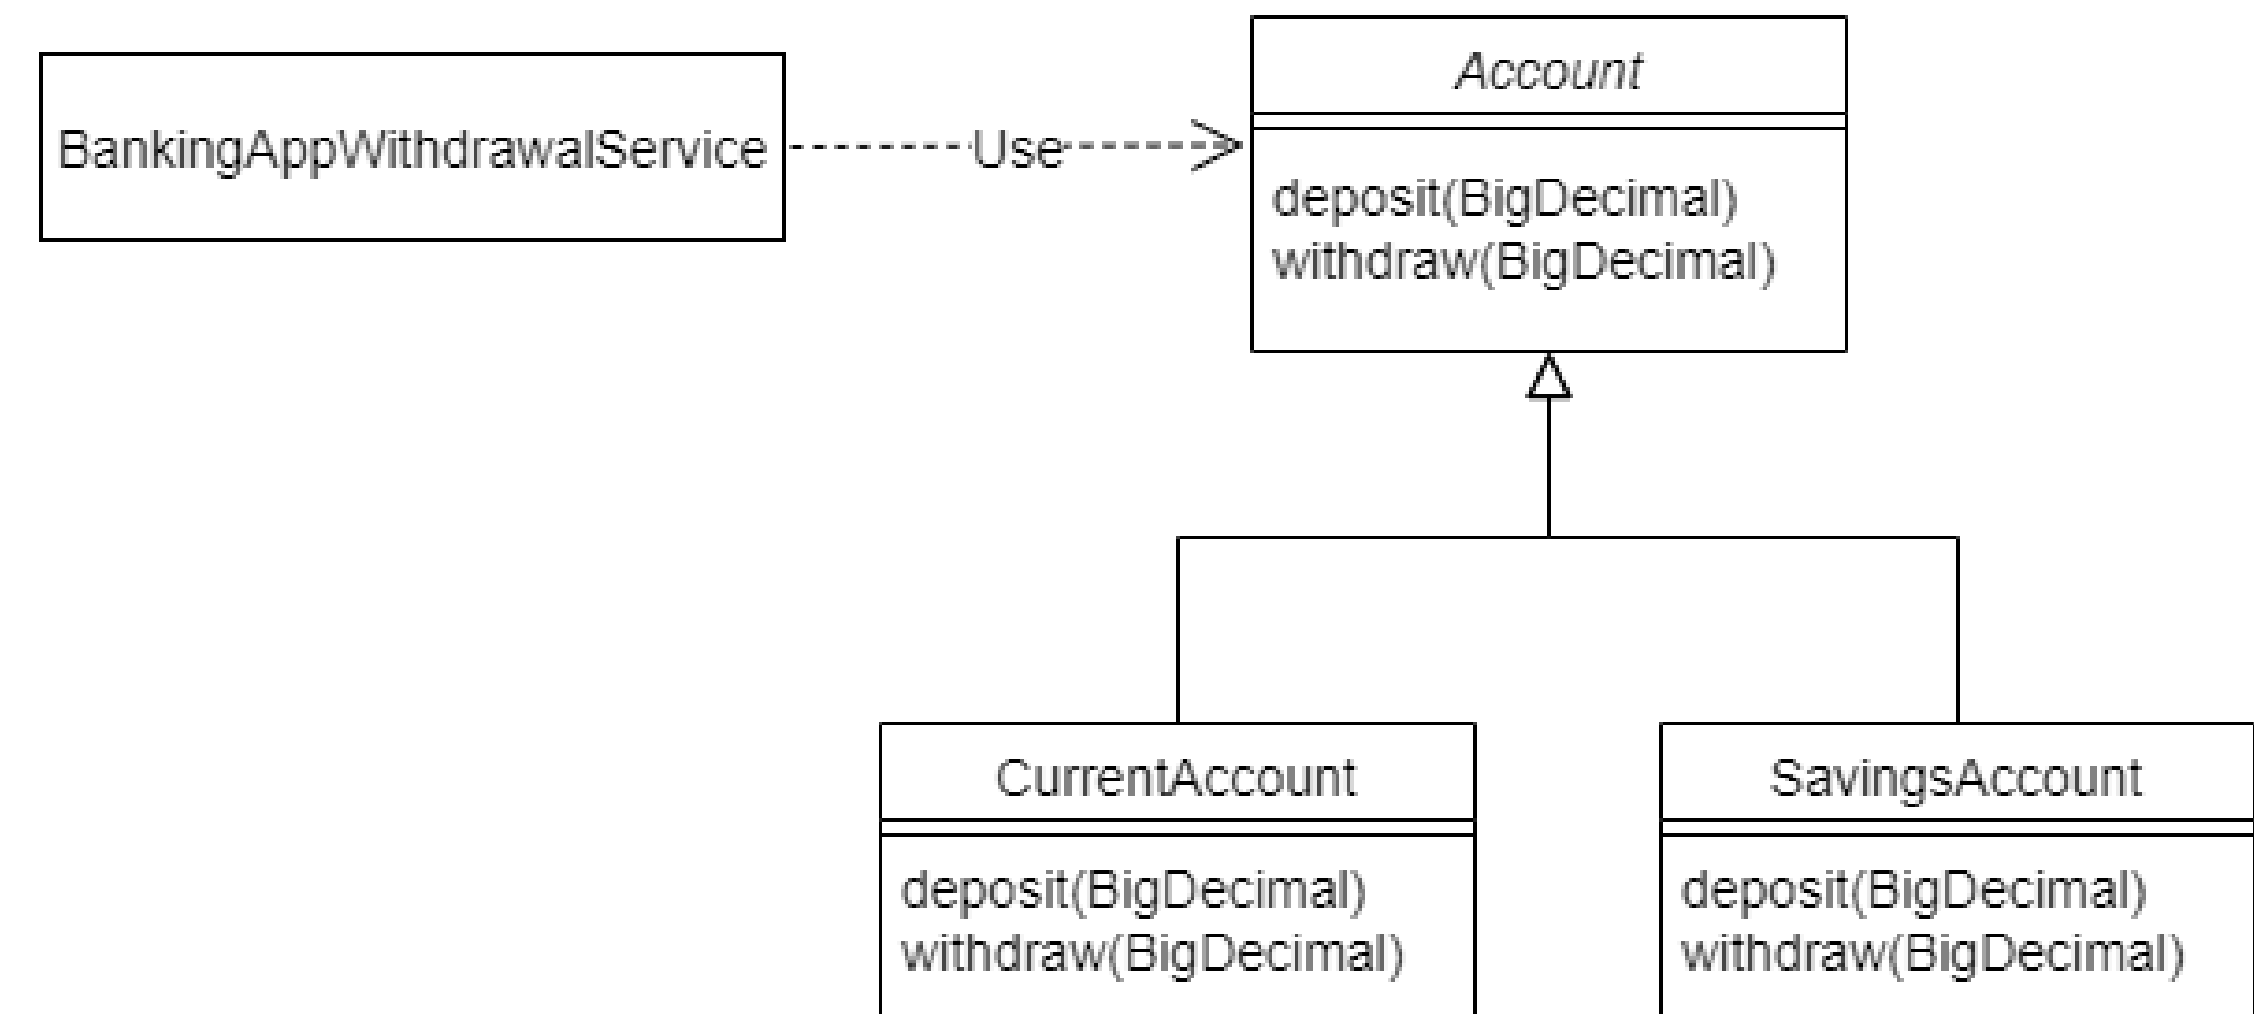 BankingAppWithdrawalService
Use
Account
deposit(BigDecimal)
withdraw(BigDecimal)
CurrentAccount
deposit(BigDecimal)
withdraw(BigDecimal)
SavingsAccount
deposit(BigDecimal)
withdraw(BigDecimal)